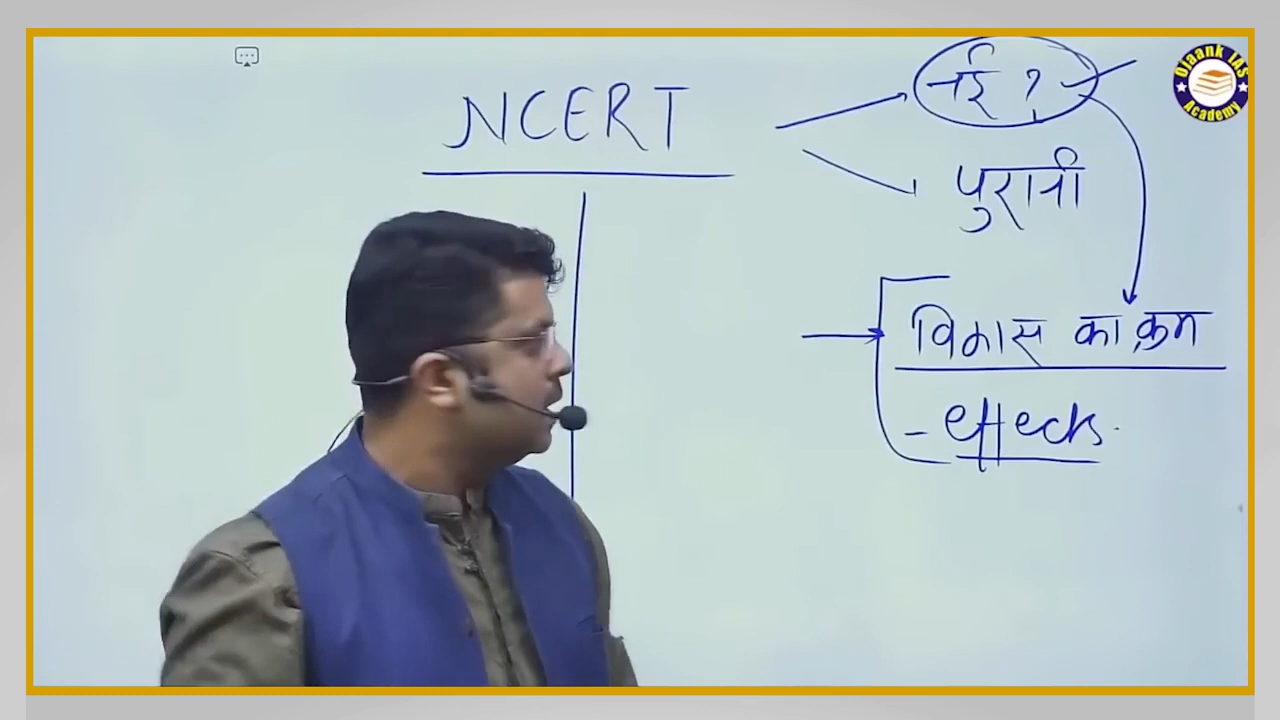 नई ?
NCERT
पुरानी
विकास का क्रम
- effects
Ojaank IAS
Academy